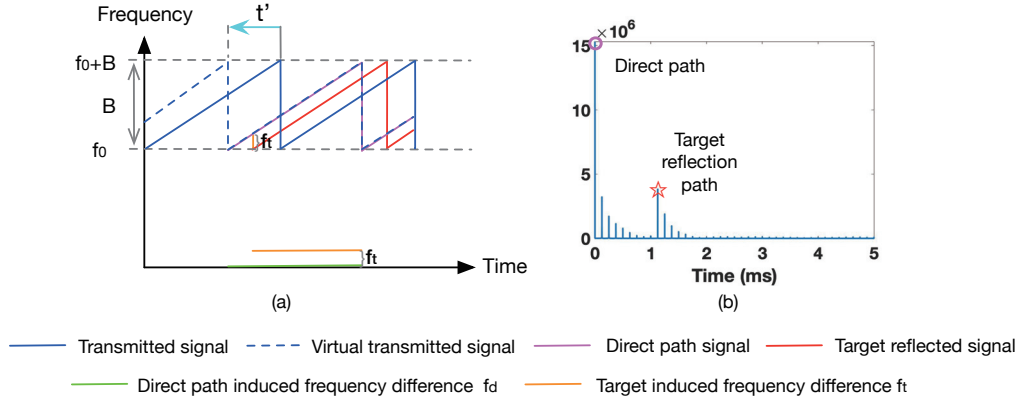 Frequency
t'
f₀+B
B
f₀
fₜ
fₜ
Time
(a)
× 10⁶
15
10
5
0
Direct path
Target
reflection
path
0 1 2 3 4 5
Time (ms)
(b)
Transmitted signal
Virtual transmitted signal
Direct path signal
Target reflected signal
Direct path induced frequency difference fd
Target induced frequency difference fₜ